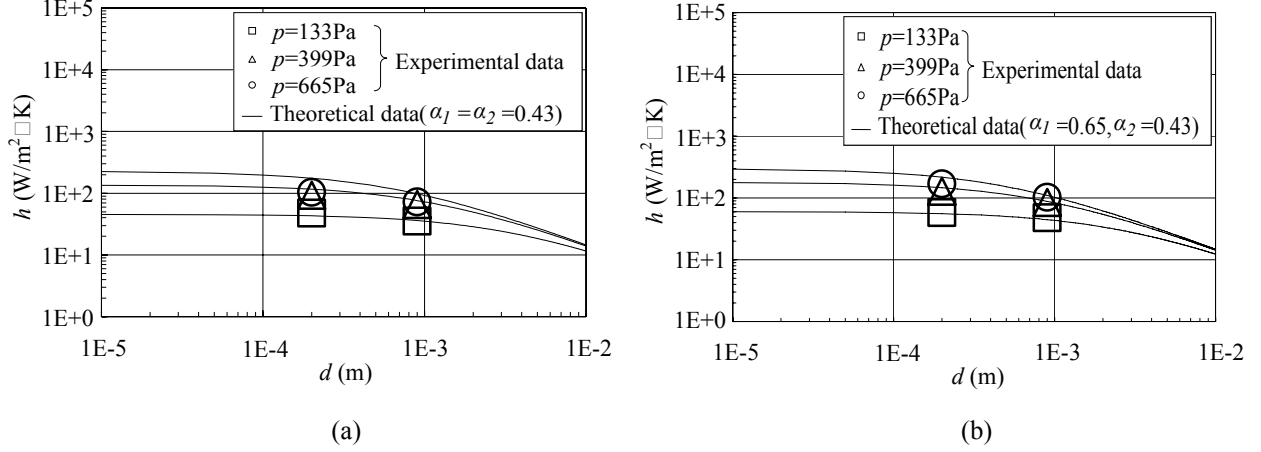 1E+5
1E+4
1E+3
1E+2
1E+1
1E+0
h (W/m²□K)
p=133Pa
p=399Pa
p=665Pa
Experimental data
Theoretical data(α1=α2=0.43)
1E-5 1E-4 1E-3 1E-2
d (m)
(a)
1E+5
1E+4
1E+3
1E+2
1E+1
1E+0
h (W/m²□K)
p=133Pa
p=399Pa
p=665Pa
Experimental data
Theoretical data(α1=0.65,α2=0.43)
1E-5 1E-4 1E-3 1E-2
d (m)
(b)